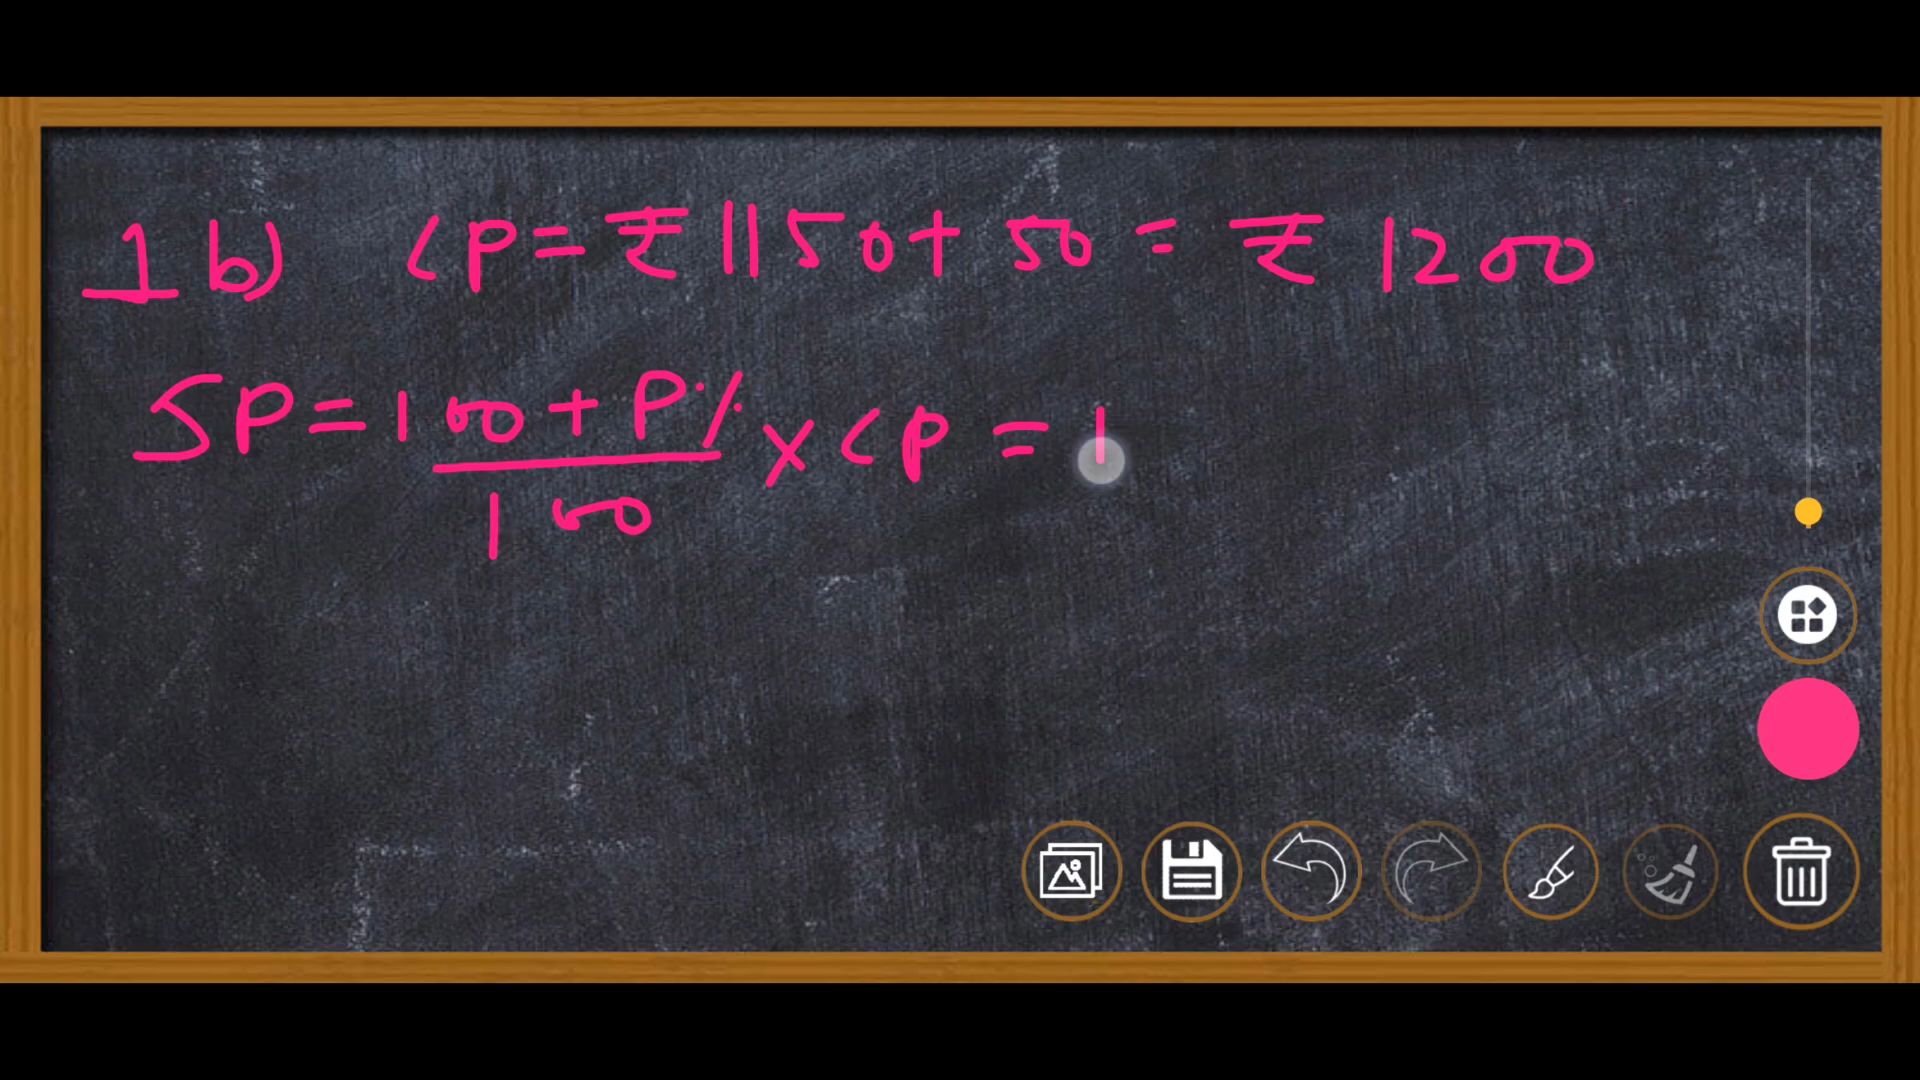 1 b) CP = ₹ 1150 + 50 = ₹ 1200
SP = 100 + P% / 100 x CP = 1